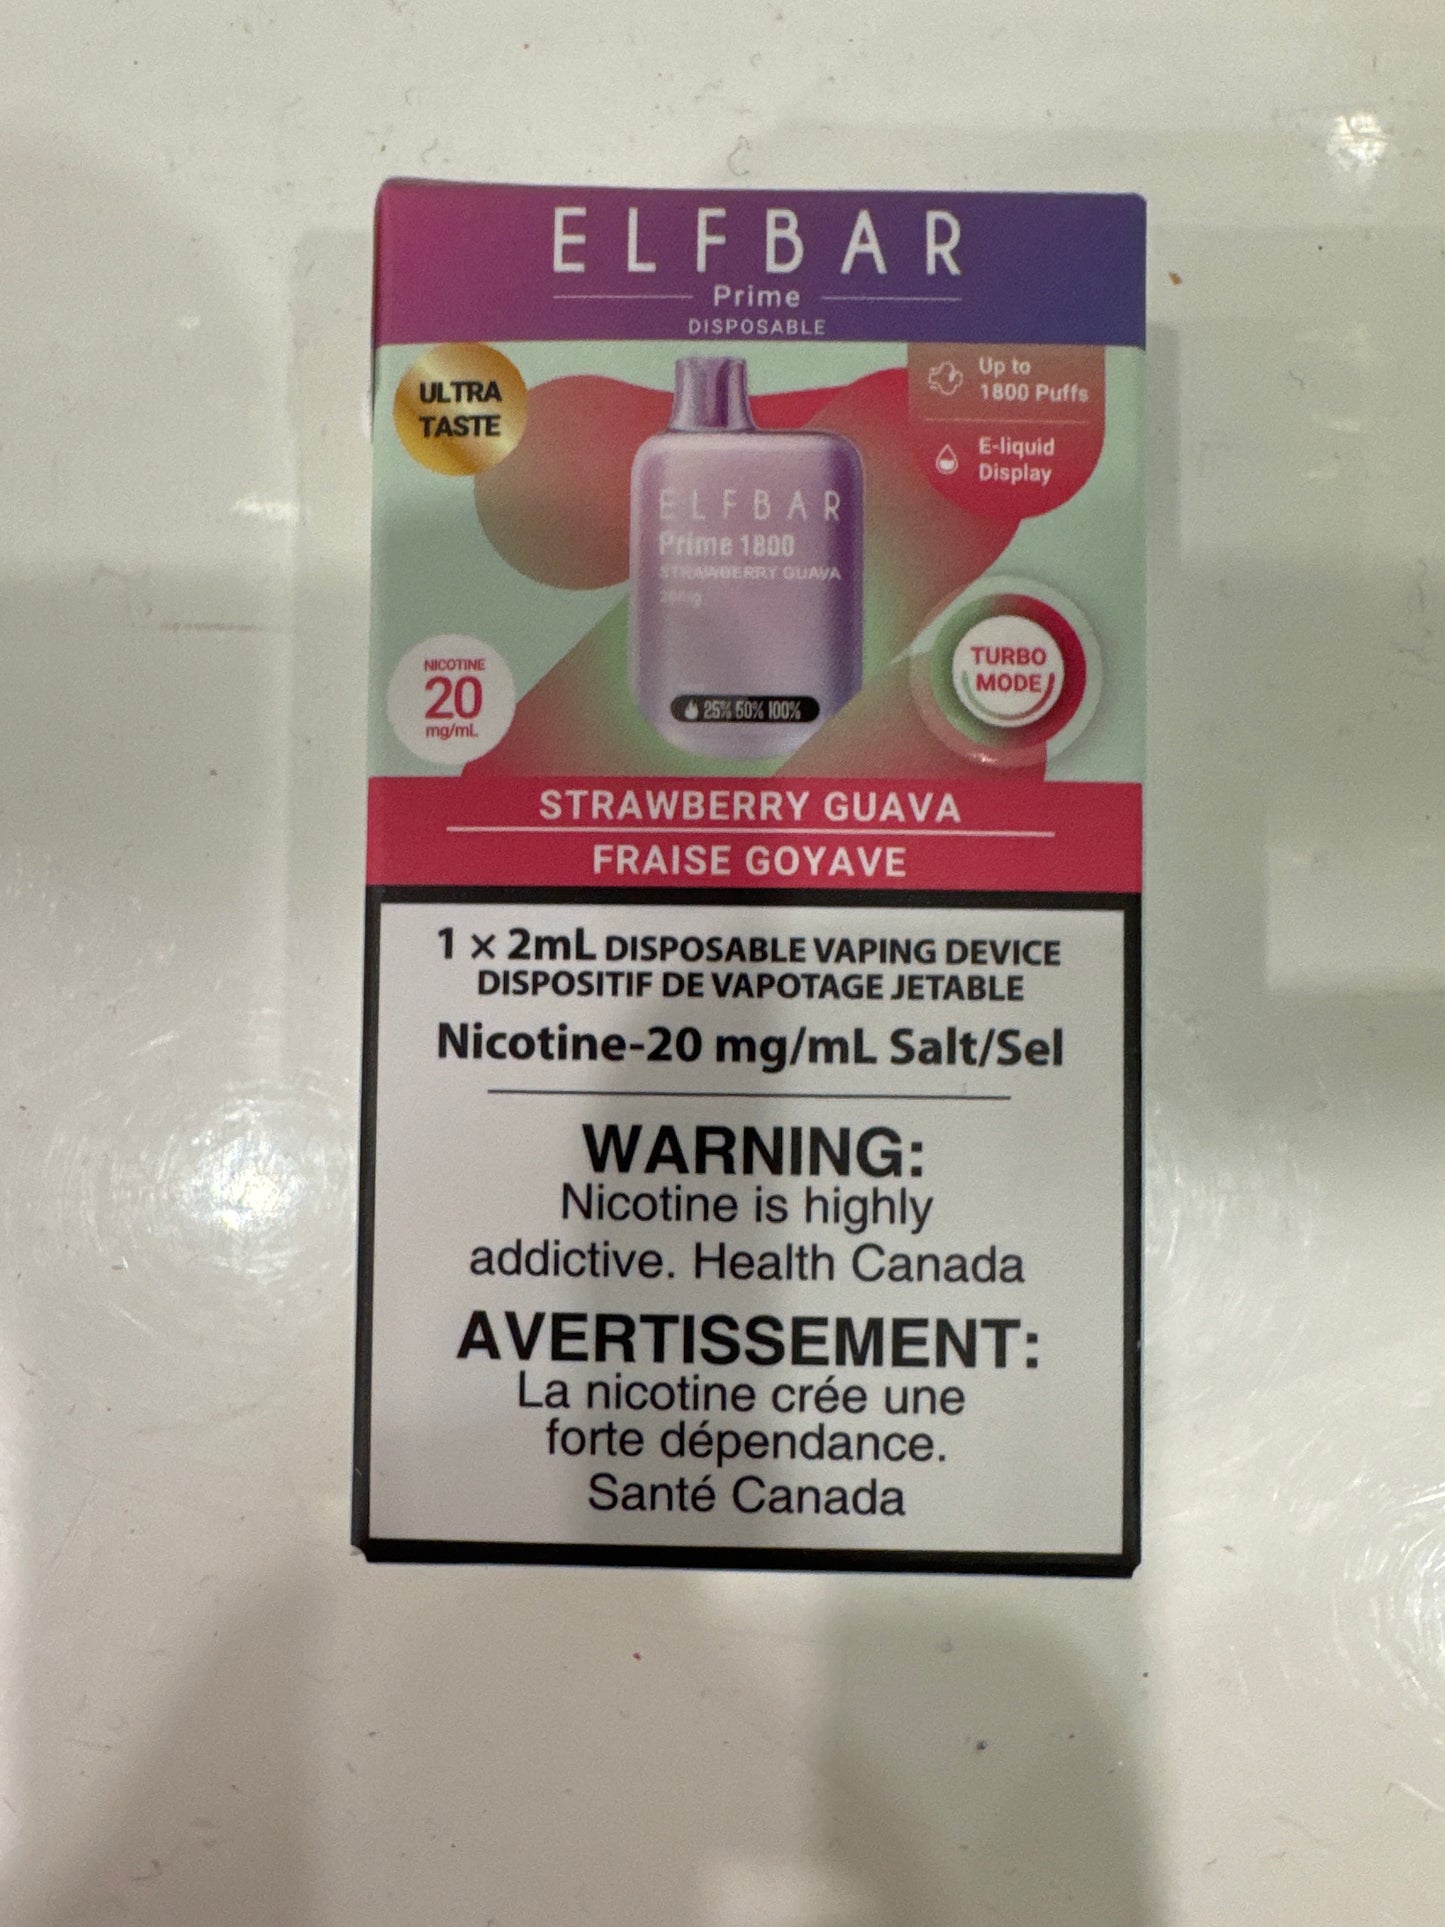 ELFBAR
Prime
DISPOSABLE
ULTRA
TASTE
Up to
1800 Puffs
E-liquid
Display
ELFBAR
Prime 1800
STRAWBERRY GUAVA
20mg
NICOTINE
20
mg/mL
TURBO
MODE
25% 50% 100%
STRAWBERRY GUAVA
FRAISE GOYAVE
1 × 2mL DISPOSABLE VAPING DEVICE
DISPOSITIF DE VAPOTAGE JETABLE
Nicotine-20 mg/mL Salt/Sel
WARNING:
Nicotine is highly
addictive. Health Canada
AVERTISSEMENT:
La nicotine crée une
forte dépendance.
Santé Canada